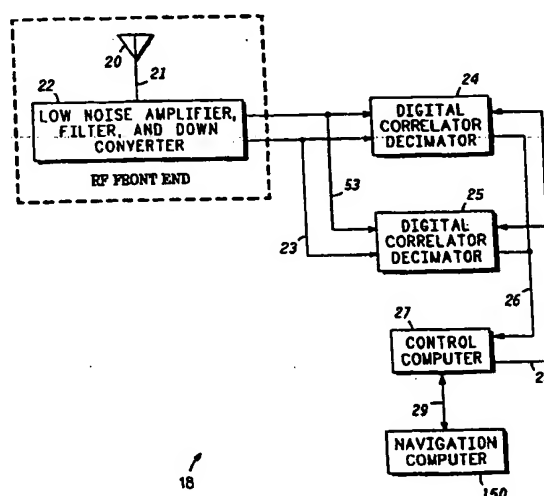 20
21
22
LOW NOISE AMPLIFIER,
FILTER, AND DOWN
CONVERTER
RF FRONT END
24
DIGITAL
CORRELATOR
DECIMATOR
53
23
25
DIGITAL
CORRELATOR
DECIMATOR
26
27
CONTROL
COMPUTER
29
NAVIGATION
COMPUTER
150
18